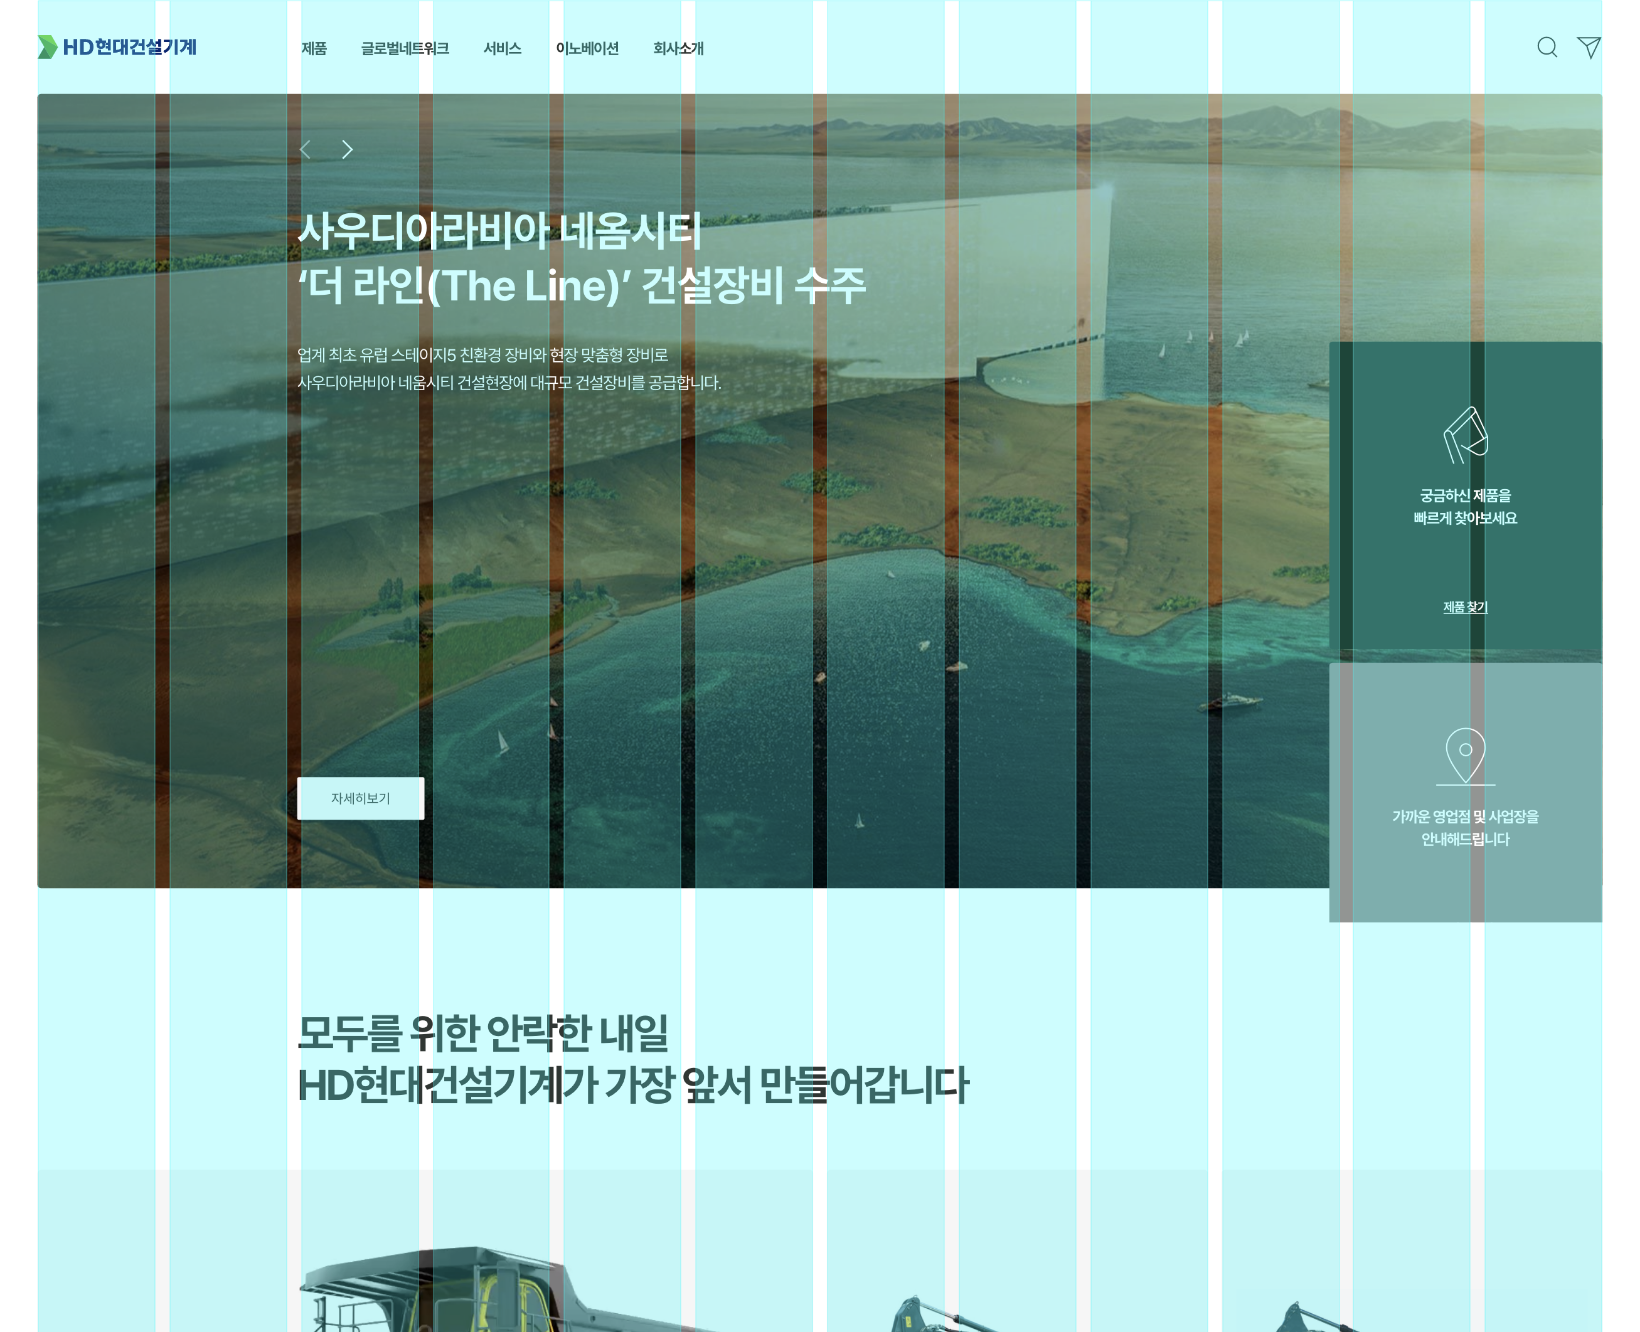 HD현대건설기계
제품 글로벌네트워크 서비스 이노베이션 회사소개
사우디아라비아 네옴시티
‘더 라인(The Line)’ 건설장비 수주
업계 최초 유럽 스테이지5 친환경 장비와 현장 맞춤형 장비로
사우디아라비아 네움시티 건설현장에 대규모 건설장비를 공급합니다.
자세히보기
궁금하신 제품을
빠르게 찾아보세요
제품 찾기
가까운 영업점 및 사업장을
안내해드립니다
모두를 위한 안락한 내일
HD현대건설기계가 가장 앞서 만들어갑니다